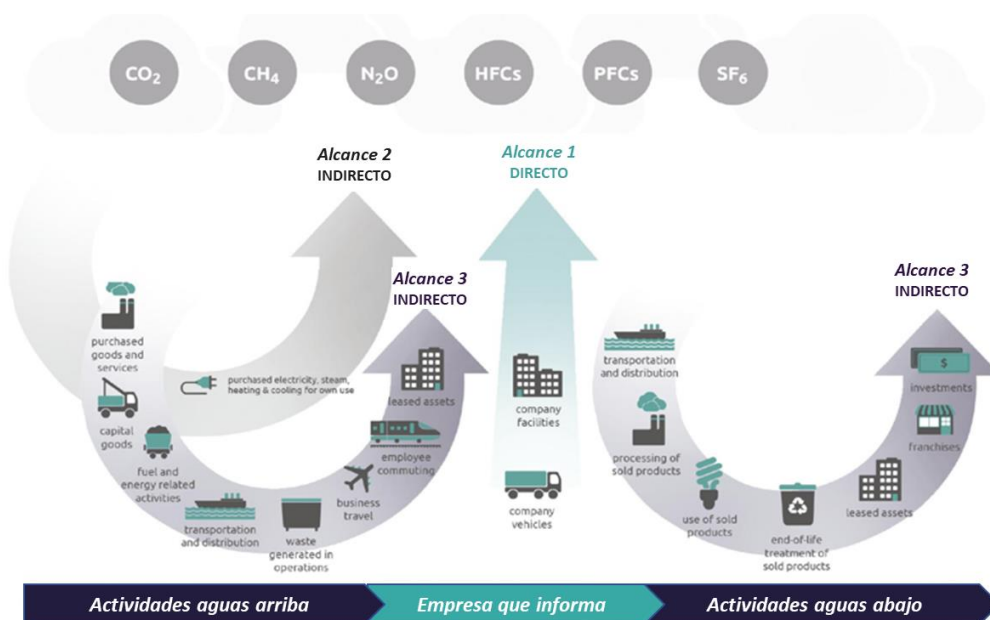 CO₂
CH₄
N₂O
HFCs
PFCs
SF₆
Alcance 2
INDIRECTO
Alcance 1
DIRECTO
Alcance 3
INDIRECTO
Alcance 3
INDIRECTO
purchased
goods and
services
capital
goods
fuel and
energy related
activities
transportation
and distribution
waste
generated in
operations
business
travel
employee
commuting
leased assets
purchased electricity, steam,
heating & cooling for own use
company
facilities
company
vehicles
transportation
and distribution
processing of
sold products
use of sold
products
end-of-life
treatment of
sold products
leased assets
franchises
$
investments
Actividades aguas arriba
Empresa que informa
Actividades aguas abajo